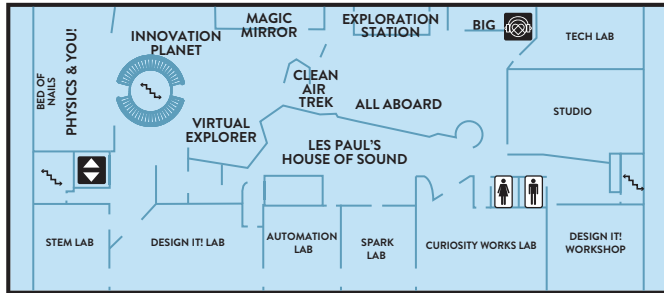 MAGIC
MIRROR
EXPLORATION
STATION
BIG
TECH LAB
INNOVATION
PLANET
BED OF
NAILS
PHYSICS & YOU!
CLEAN
AIR
TREK
ALL ABOARD
STUDIO
VIRTUAL
EXPLORER
LES PAUL'S
HOUSE OF SOUND
STEM LAB
DESIGN IT! LAB
AUTOMATION
LAB
SPARK
LAB
CURIOSITY WORKS LAB
DESIGN IT!
WORKSHOP